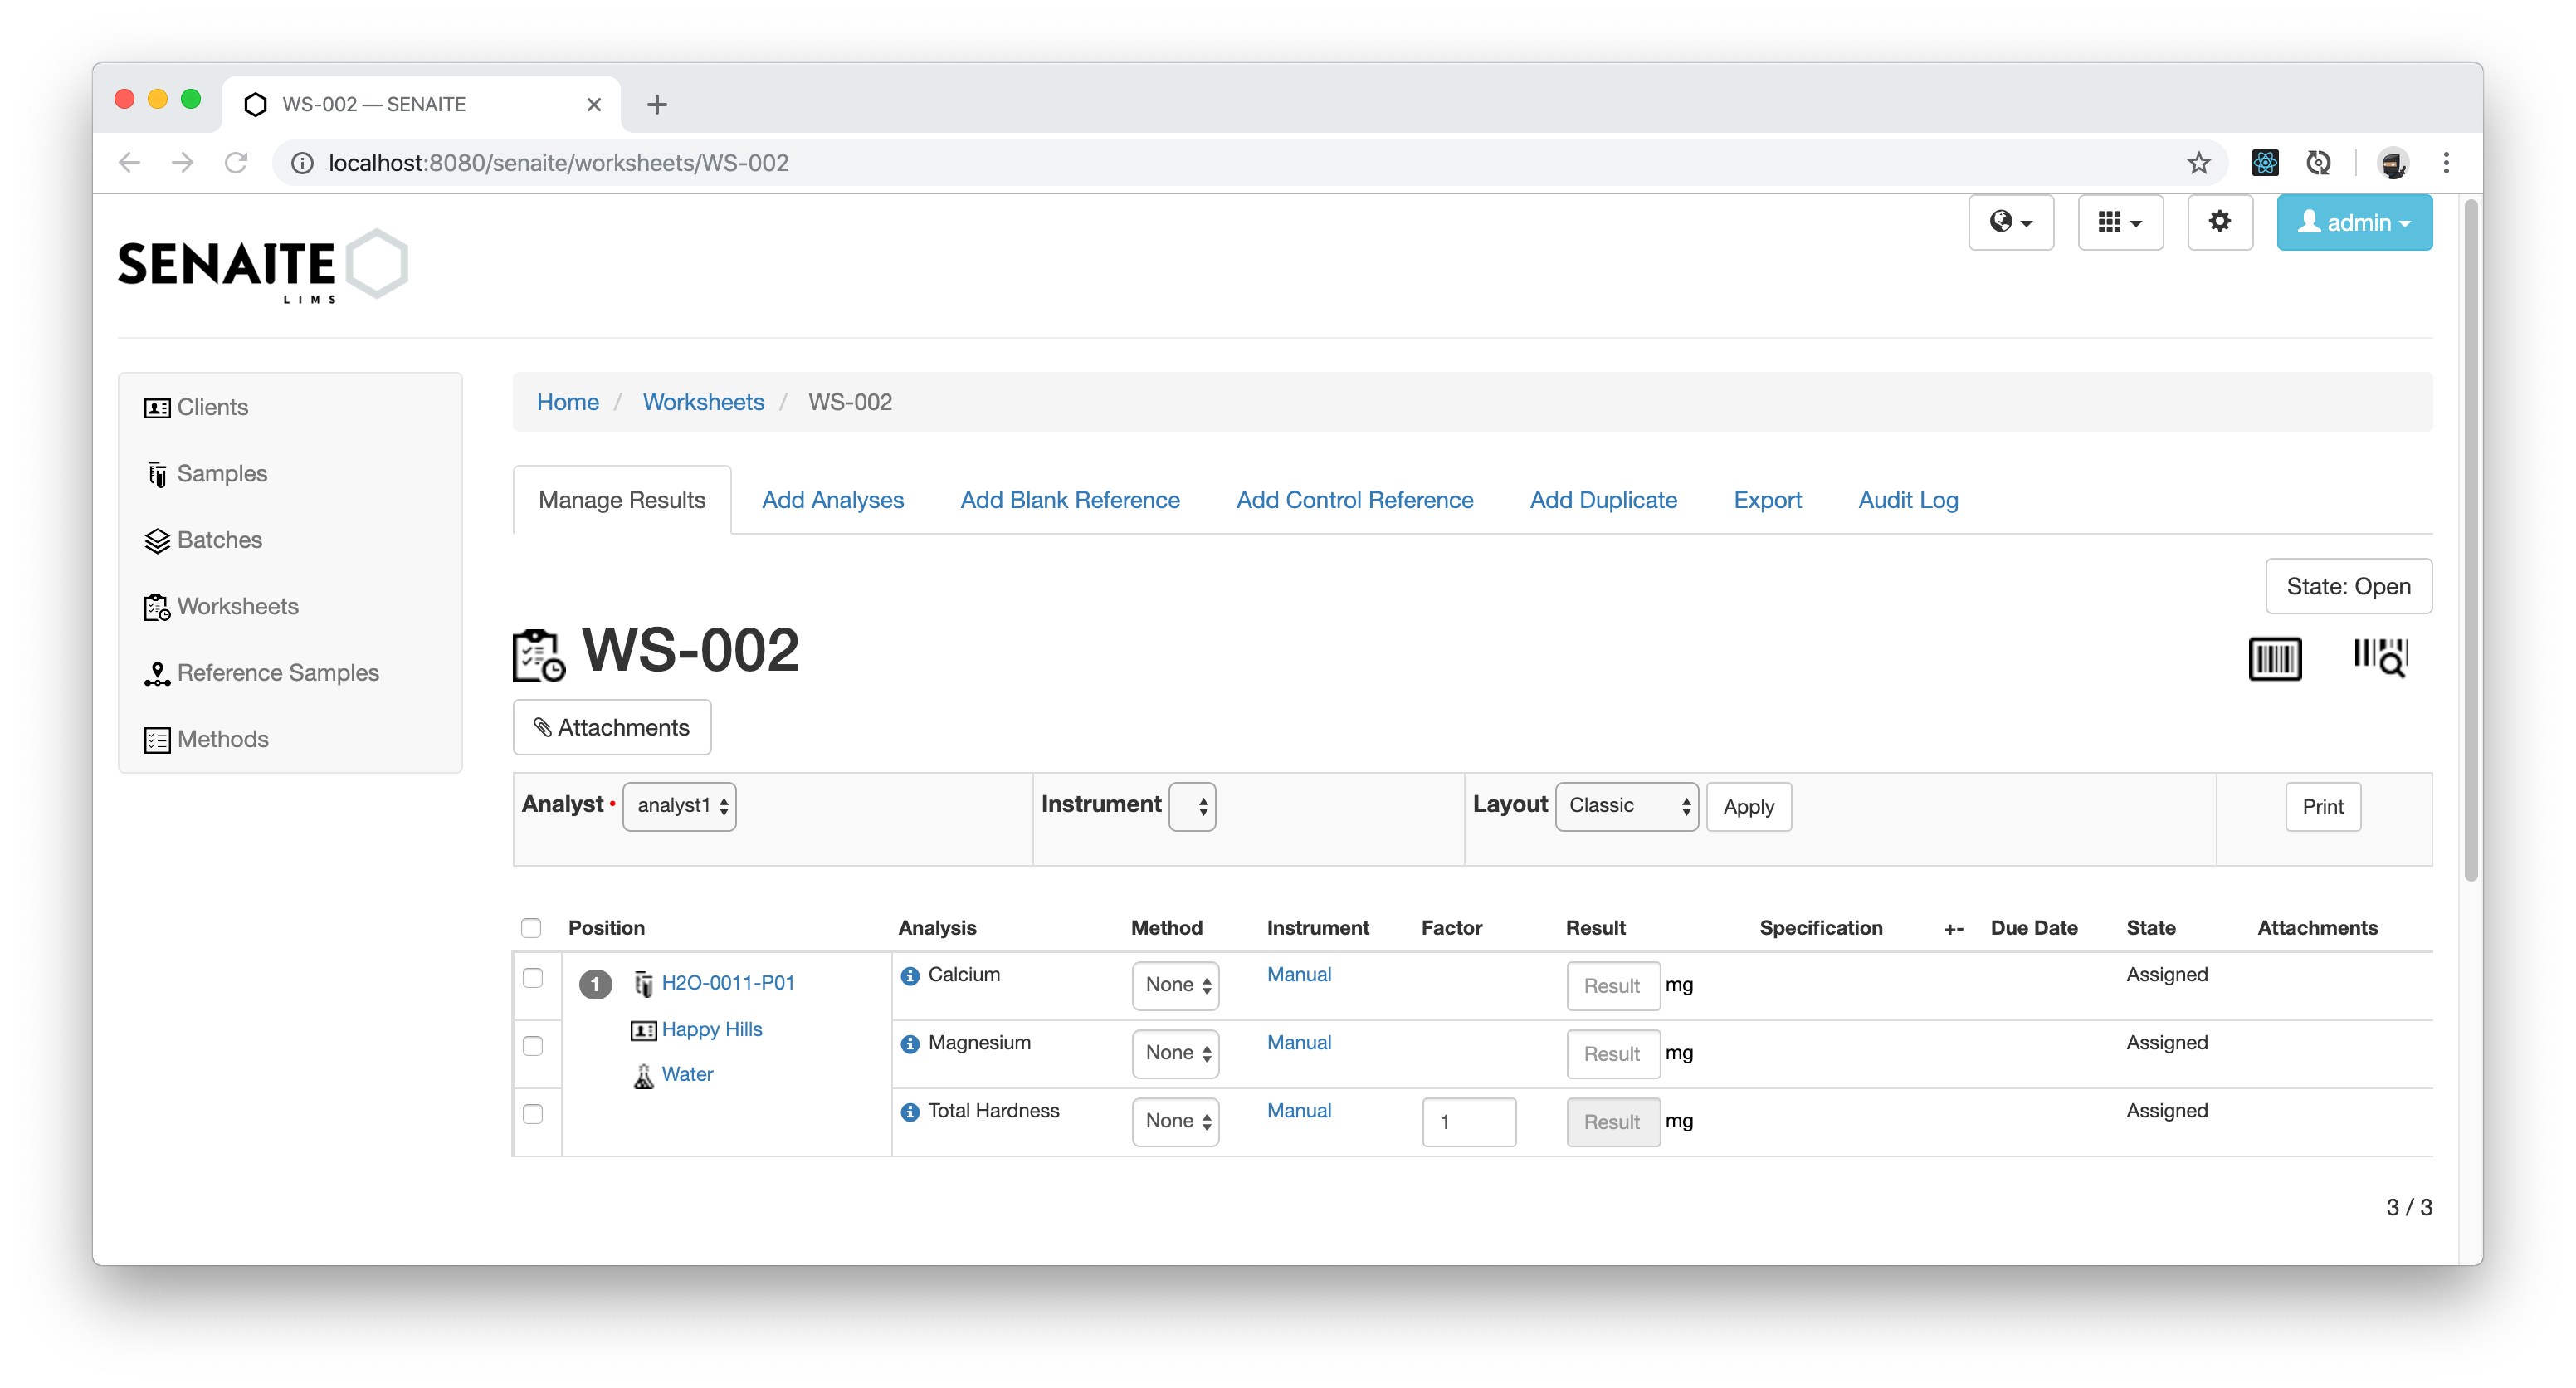 WS-002 — SENAITE
localhost:8080/senaite/worksheets/WS-002
admin
SENAITE
LIMS
Clients
Samples
Batches
Worksheets
Reference Samples
Methods
Home / Worksheets / WS-002
Manage Results Add Analyses Add Blank Reference Add Control Reference Add Duplicate Export Audit Log
State: Open
WS-002
Attachments
Analyst analyst1 Instrument Layout Classic Apply Print
Position Analysis Method Instrument Factor Result Specification +- Due Date State Attachments
1 H2O-0011-P01 Calcium None Manual Result mg Assigned
Happy Hills Magnesium None Manual Result mg Assigned
Water
Total Hardness None Manual 1 Result mg Assigned
3 / 3